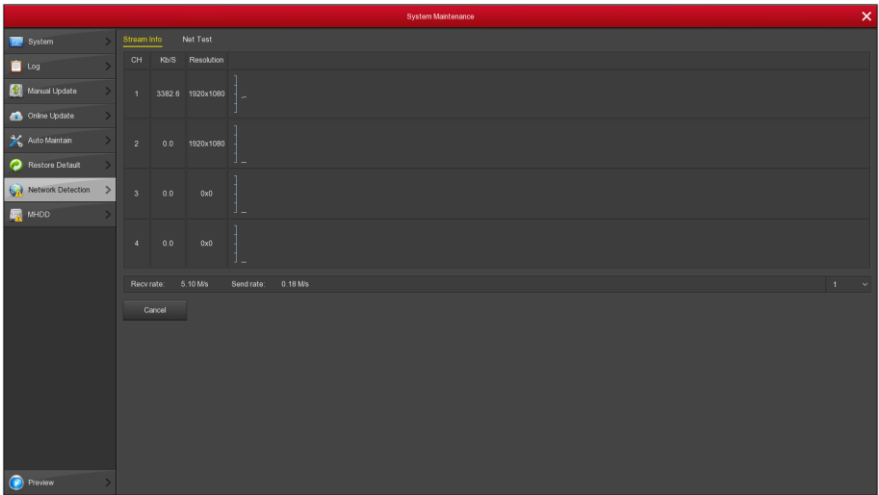 System Maintenance
System
Log
Manual Update
Online Update
Auto Maintain
Restore Default
Network Detection
MHDD
Preview
Stream Info Net Test
CH Kb/S Resolution
1 3382.6 1920x1080
2 0.0 1920x1080
3 0.0 0x0
4 0.0 0x0
Recv rate: 5.10 M/s Send rate: 0.18 M/s 1
Cancel